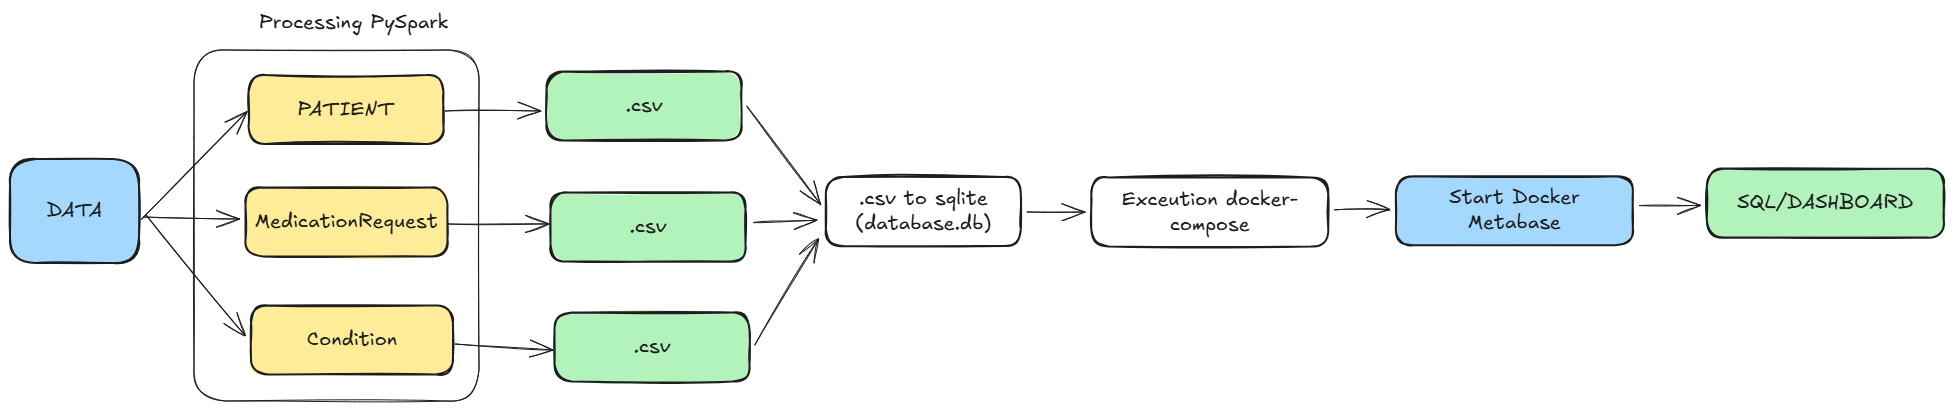 Processing PySpark
DATA
PATIENT
MedicationRequest
Condition
.csv
.csv
.csv
.csv to sqlite
(database.db)
Exceution docker-
compose
Start Docker
Metabase
SQL/DASHBOARD